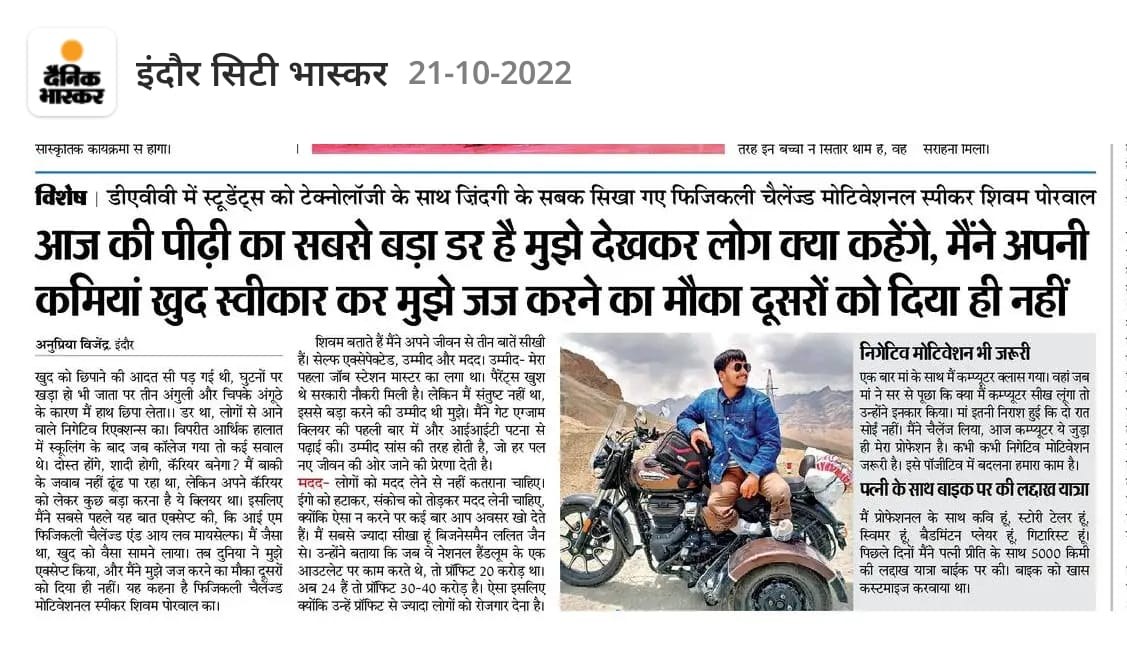 दैनिक
भास्कर
इंदौर सिटी भास्कर 21-10-2022
सांस्कृतिक कार्यक्रमों से होगी।
तरह इन बच्चों ने सितार थामे हैं, वह सराहनी मिली।
विशेष | डीएवीवी में स्टूडेंट्स को टेक्नोलॉजी के साथ ज़िंदगी के सबक सिखा गए फिजिकली चैलेंज्ड मोटिवेशनल स्पीकर शिवम पोरवाल
आज की पीढ़ी का सबसे बड़ा डर है मुझे देखकर लोग क्या कहेंगे, मैंने अपनी
कमियां खुद स्वीकार कर मुझे जज करने का मौका दूसरों को दिया ही नहीं
अनुप्रिया विजेंद्र, इंदौर
खुद को छिपाने की आदत सी पड़ गई थी, घुटनों पर
खड़ा हो भी जाता पर तीन अंगुली और चिपके अंगूठे
के कारण मैं हाथ छिपा लेता।। डर था, लोगों से आने
वाले निगेटिव रिएक्शन्स का। विपरीत आर्थिक हालात
में स्कूलिंग के बाद जब कॉलेज गया तो कई सवाल
थे। दोस्त होंगे, शादी होगी, कॅरियर बनेगा? मैं बाकी
के जवाब नहीं ढूंढ पा रहा था, लेकिन अपने कॅरियर
को लेकर कुछ बड़ा करना है ये क्लियर था। इसलिए
मैंने सबसे पहले यह बात एक्सेप्ट की, कि आई एम
फिजिकली चैलेंज्ड एंड आय लव मायसेल्फ। मैं जैसा
था, खुद को वैसा सामने लाया। तब दुनिया ने मुझे
एक्सेप्ट किया, और मैंने मुझे जज करने का मौका दूसरों
को दिया ही नहीं। यह कहना है फिजिकली चैलेंज्ड
मोटिवेशनल स्पीकर शिवम पोरवाल का।
शिवम बताते हैं मैंने अपने जीवन से तीन बातें सीखी
हैं। सेल्फ एक्सेपेक्टेड, उम्मीद और मदद। उम्मीद- मेरा
पहला जॉब स्टेशन मास्टर का लगा था। पैरेंट्स खुश
थे सरकारी नौकरी मिली है। लेकिन मैं संतुष्ट नहीं था,
इससे बड़ा करने की उम्मीद थी मुझे। मैंने गेट एग्जाम
क्लियर की पहली बार में और आईआईटी पटना से
पढ़ाई की। उम्मीद सांस की तरह होती है, जो हर पल
नए जीवन की ओर जाने की प्रेरणा देती है।
मदद- लोगों को मदद लेने से नहीं कतराना चाहिए।
ईगो को हटाकर, संकोच को तोड़कर मदद लेनी चाहिए,
क्योंकि ऐसा न करने पर कई बार आप अवसर खो देते
हैं। मैं सबसे ज्यादा सीखा हूं बिजनेसमैन ललित जैन
से। उन्होंने बताया कि जब वे नेशनल हैंडलूम के एक
आउटलेट पर काम करते थे, तो प्रॉफिट 20 करोड़ था।
अब 24 हैं तो प्रॉफिट 30-40 करोड़ है। ऐसा इसलिए
क्योंकि उन्हें प्रॉफिट से ज्यादा लोगों को रोजगार देना है।
निगेटिव मोटिवेशन भी जरूरी
एक बार मां के साथ मैं कम्प्यूटर क्लास गया। वहां जब
मां ने सर से पूछा कि क्या मैं कम्प्यूटर सीख लूंगा तो
उन्होंने इनकार किया। मां इतनी निराश हुई कि दो रात
सोई नहीं। मैंने चैलेंज लिया, आज कम्प्यूटर ये जुड़ा
ही मेरा प्रोफेशन है। कभी कभी निगेटिव मोटिवेशन
जरूरी है। इसे पॉजीटिव में बदलना हमारा काम है।
पत्नी के साथ बाइक पर की लद्दाख यात्रा
मैं प्रोफेशनल के साथ कवि हूं, स्टोरी टेलर हूं,
स्विमर हूं, बैडमिंटन प्लेयर हूं, गिटारिस्ट हूं।
पिछले दिनों मैंने पत्नी प्रीति के साथ 5000 किमी
की लद्दाख यात्रा बाईक पर की। बाइक को खास
कस्टमाइज करवाया था।